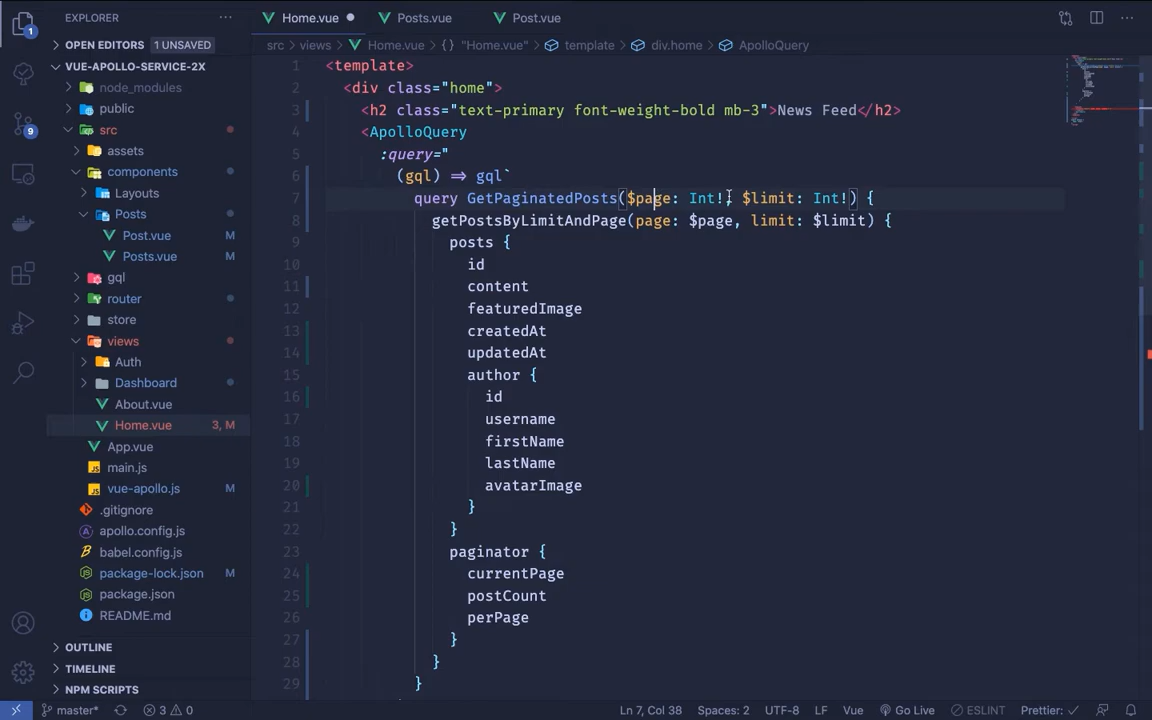 EXPLORER
Home.vue
Posts.vue
Post.vue
OPEN EDITORS 1 UNSAVED
src > views > Home.vue > {} "Home.vue" > template > div.home > ApolloQuery
VUE-APOLLO-SERVICE-2X
node_modules
public
src
assets
components
Layouts
Posts
Post.vue M
Posts.vue M
gql
router
store
views
Auth
Dashboard
About.vue
Home.vue 3, M
App.vue
main.js
vue-apollo.js M
.gitignore
apollo.config.js
babel.config.js
package-lock.json M
package.json
README.md
OUTLINE
TIMELINE
NPM SCRIPTS
1
9
1 <template>
2 <div class="home">
3 <h2 class="text-primary font-weight-bold mb-3">News Feed</h2>
4 <ApolloQuery
5 :query="
6 (gql) => gql`
7 query GetPaginatedPosts($page: Int!, $limit: Int!) {
8 getPostsByLimitAndPage(page: $page, limit: $limit) {
9 posts {
10 id
11 content
12 featuredImage
13 createdAt
14 updatedAt
15 author {
16 id
17 username
18 firstName
19 lastName
20 avatarImage
21 }
22 }
23 paginator {
24 currentPage
25 postCount
26 perPage
27 }
28 }
29 }
master* 3 0 Ln 7, Col 38 Spaces: 2 UTF-8 LF Vue Go Live ESLINT Prettier: ✓